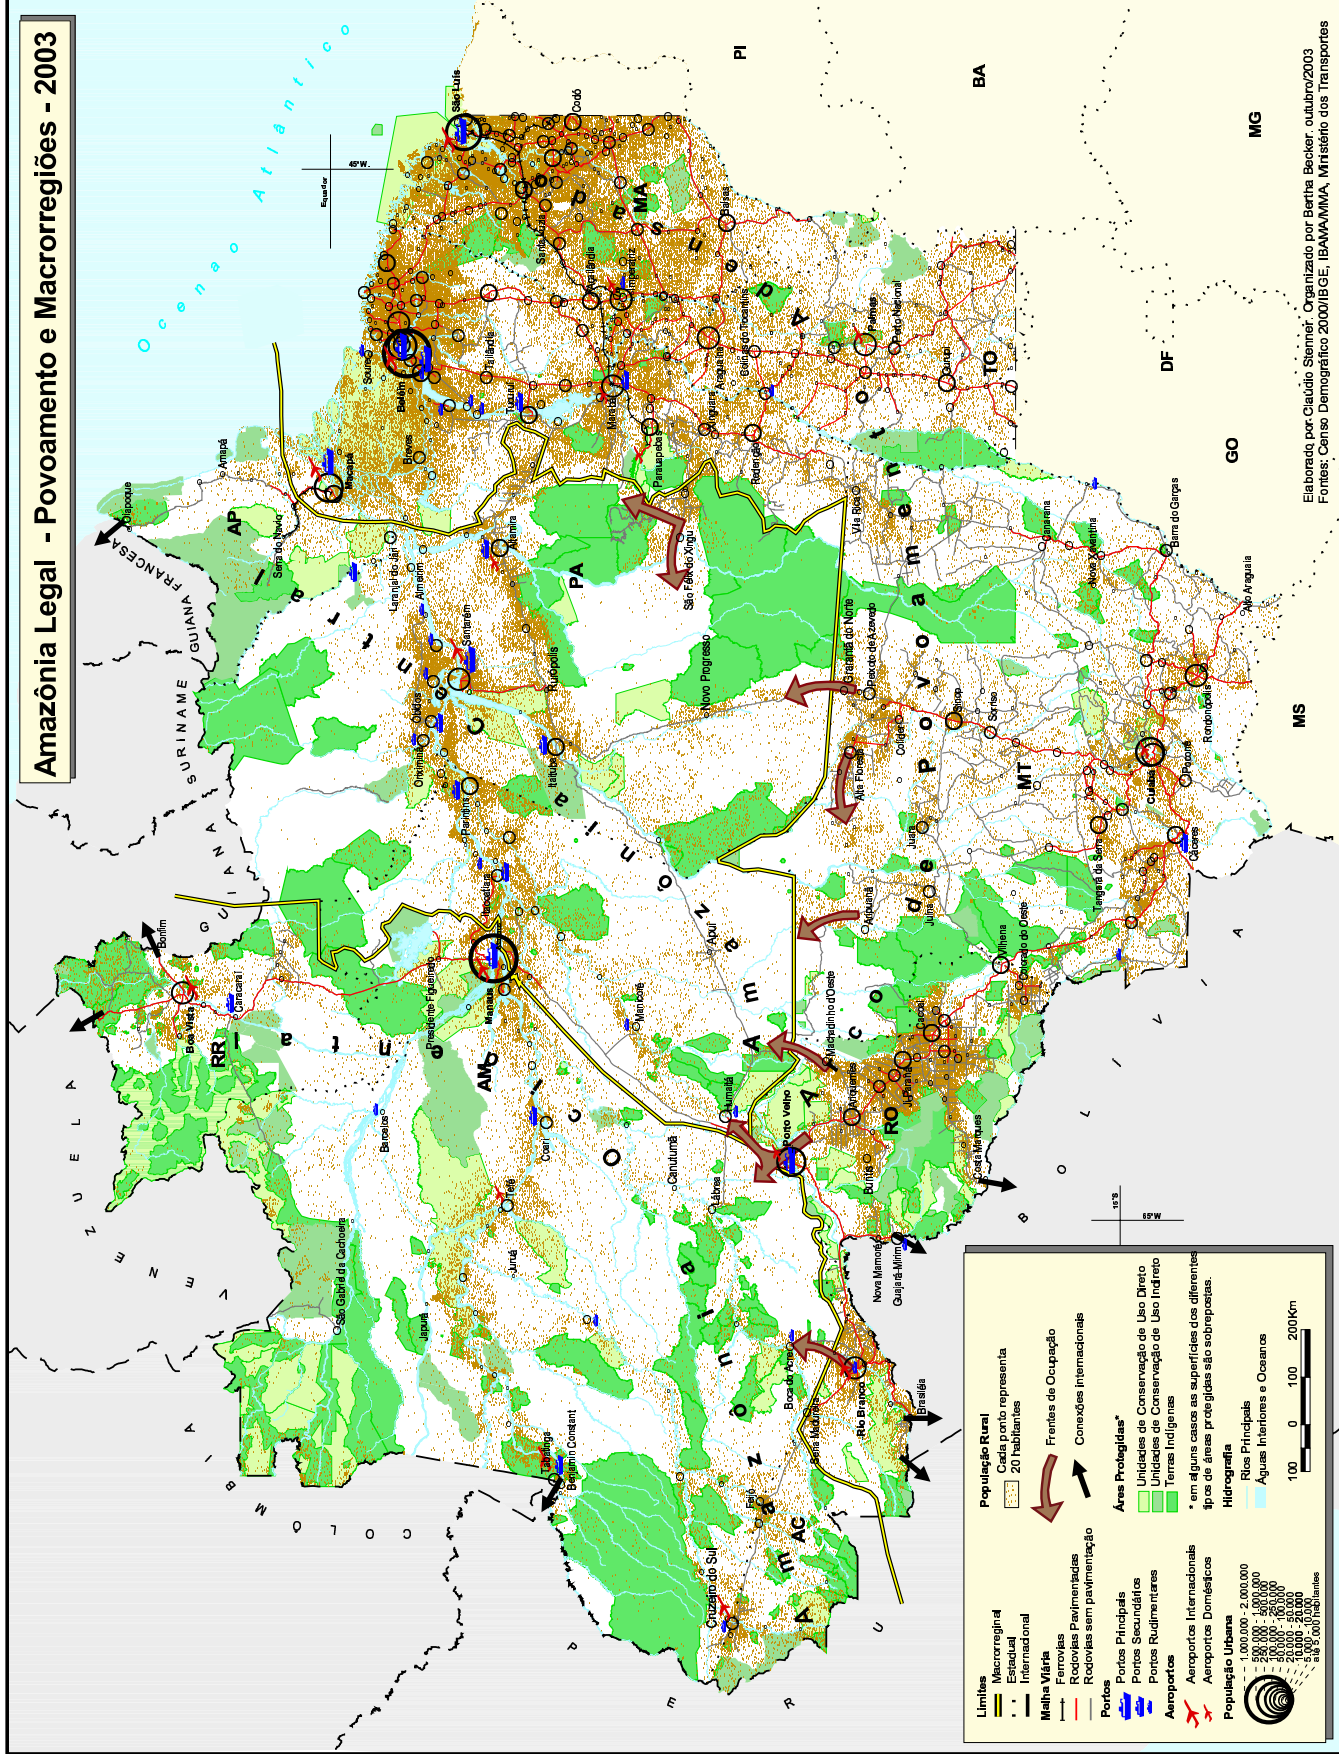 Amazônia Legal - Povoamento e Macrorregiões - 2003
Oceano Atlântico
Equador
45°W
65°W
15°S
VENEZUELA
COLÔMBIA
PERU
BOLIVIA
GUIANA
SURINAME
GUIANA FRANCESA
Amazônia Ocidental
Amazônia Central
Arco do Povoamento Adensado
RR
AP
AM
PA
MA
AC
RO
MT
TO
PI
BA
MG
DF
GO
MS
Oiapoque
Amapá
Serra do Navio
Macapá
Laranjal do Jari
Almeirim
Breves
Soure
Belém
São Luís
Codó
Santa Luzia
Açailândia
Imperatriz
Balsas
Tailândia
Tucuruí
Marabá
Parauapebas
Xinguara
Araguaína
Redenção
Palmas
Porto Nacional
Gurupi
Altamira
Santarém
Óbidos
Oriximiná
Parintins
Itaituba
Rurópolis
Novo Progresso
São Félix do Xingu
Vila Rica
Guarantã do Norte
Peixoto de Azevedo
Alta Floresta
Colíder
Sinop
Sorriso
Juara
Juína
Aripuanã
Canarana
Nova Xavantina
Barra do Garças
Alto Araguaia
Rondonópolis
Cuiabá
Poconé
Cáceres
Tangará da Serra
Vilhena
Colorado do Oeste
Cacoal
Ji-Paraná
Ariquemes
Machadinho d'Oeste
Buritis
Porto Velho
Costa Marques
Guajará-Mirim
Nova Mamoré
Humaitá
Apuí
Manicoré
Canutumã
Lábrea
Itacoatiara
Manaus
Presidente Figueiredo
Bonfim
Boa Vista
Caracaraí
Barcelos
Coari
Tefé
Juruá
Japurá
São Gabriel da Cachoeira
Tabatinga
Benjamin Constant
Cruzeiro do Sul
Feijó
Sena Madureira
Boca do Acre
Rio Branco
Brasiléia
Limites
Macrorreginal
Estadual
Internacional
Malha Viária
Ferrovias
Rodovias Pavimentadas
Rodovias sem pavimentação
Portos
Portos Principais
Portos Secundários
Portos Rudimentares
Aeroportos
Aeroportos Internacionais
Aeroportos Domésticos
População Urbana
1.000.000 - 2.000.000
500.000 - 1.000.000
250.000 - 500.000
100.000 - 250.000
50.000 - 100.000
20.000 - 50.000
10.000 - 20.000
5.000 - 10.000
até 5.000 habitantes
População Rural
Cada ponto representa
20 habitantes
Frentes de Ocupação
Conexões internacionais
Áres Protegidas*
Unidades de Conservação de Uso Direto
Unidades de Conservação de Uso Indireto
Terras Indígenas
* em alguns casos as superfícies dos diferentes
tipos de áreas protegidas são sobrepostas.
Hidrografia
Rios Principais
Águas Interiores e Oceanos
100 0 100 200Km
Elaborado por Cláudio Stenner. Organizado por Bertha Becker. outubro/2003
Fontes: Censo Demográfico 2000/IBGE, IBAMA/MMA, Ministério dos Transportes